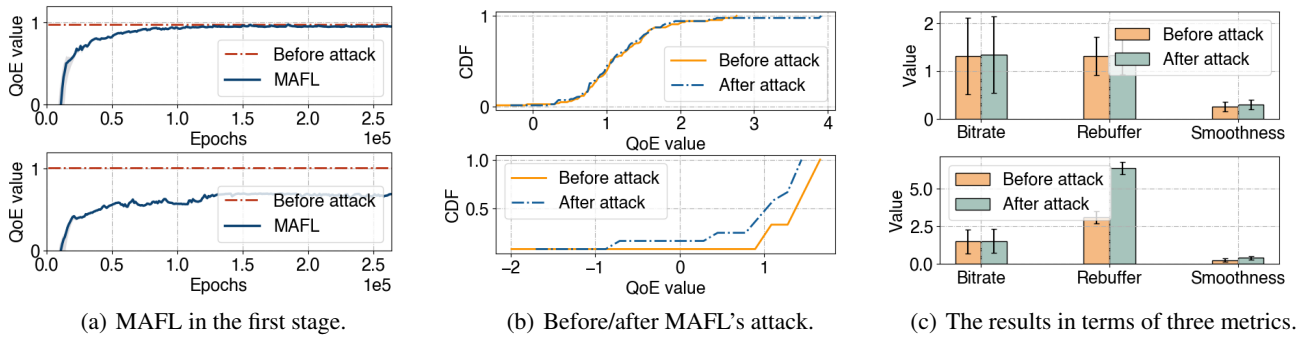 QoE value
1
0
Before attack
MAFL
0.0 0.5 1.0 1.5 2.0 2.5
Epochs
1e5
QoE value
1
0
Before attack
MAFL
0.0 0.5 1.0 1.5 2.0 2.5
Epochs
1e5
(a) MAFL in the first stage.
CDF
1
0
Before attack
After attack
0 1 2 3 4
QoE value
CDF
1.0
0.5
Before attack
After attack
−2 −1 0 1
QoE value
(b) Before/after MAFL's attack.
Value
2
1
0
Before attack
After attack
Bitrate Rebuffer Smoothness
Value
5.0
2.5
0.0
Before attack
After attack
Bitrate Rebuffer Smoothness
(c) The results in terms of three metrics.